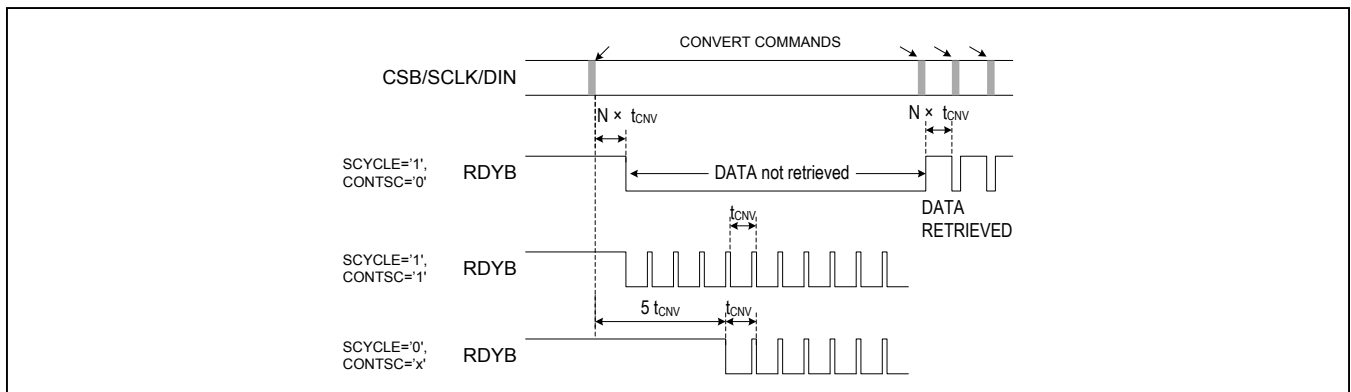 CONVERT COMMANDS
CSB/SCLK/DIN
N × tCNV
N × tCNV
SCYCLE='1',
CONTSC='0'
RDYB
DATA not retrieved
DATA
RETRIEVED
tCNV
SCYCLE='1',
CONTSC='1'
RDYB
5 tCNV
tCNV
SCYCLE='0',
CONTSC='x'
RDYB